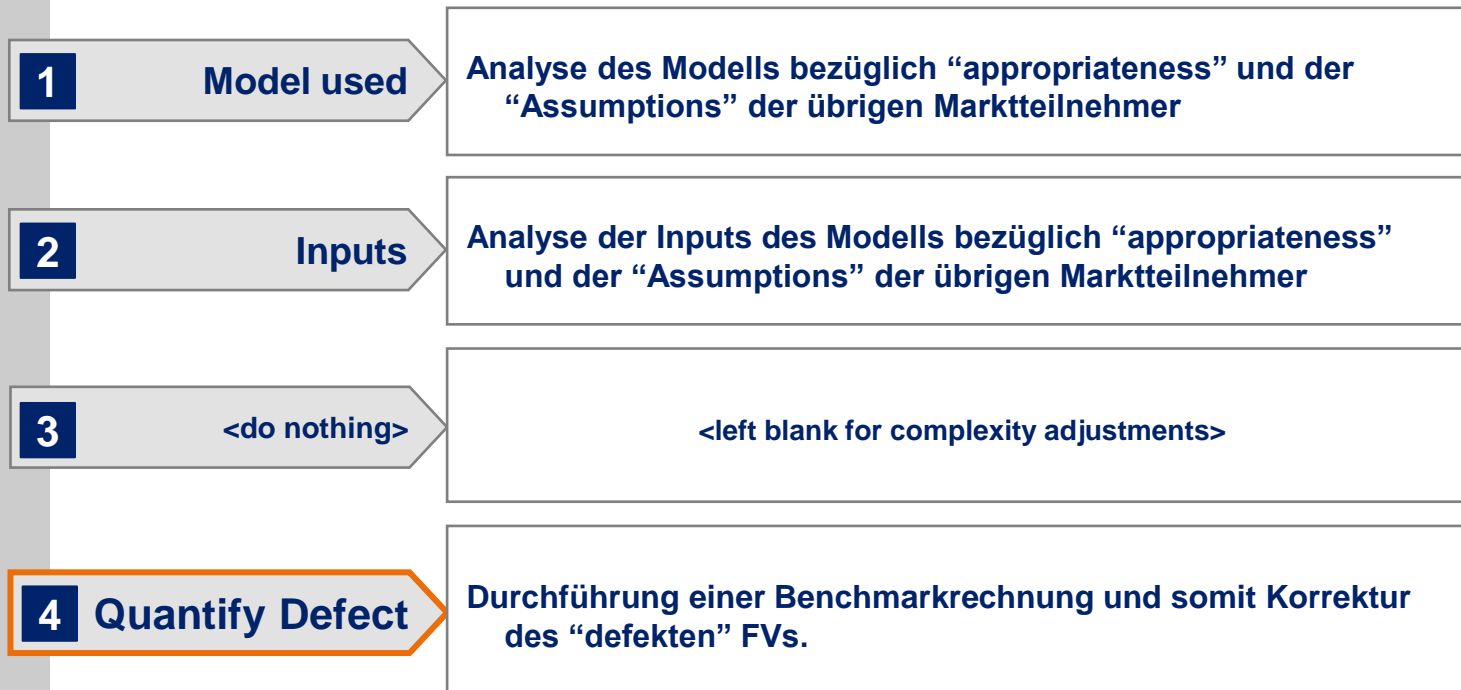 1 Model used
Analyse des Modells bezüglich “appropriateness” und der
“Assumptions” der übrigen Marktteilnehmer
2 Inputs
Analyse der Inputs des Modells bezüglich “appropriateness”
und der “Assumptions” der übrigen Marktteilnehmer
3 <do nothing>
<left blank for complexity adjustments>
4 Quantify Defect
Durchführung einer Benchmarkrechnung und somit Korrektur
des “defekten” FVs.